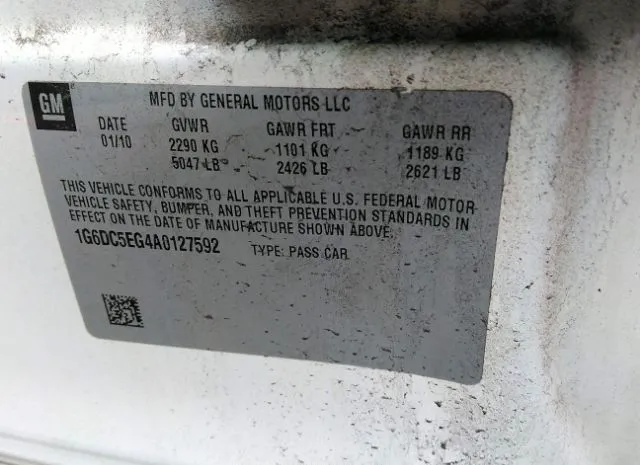 GM
MFD BY GENERAL MOTORS LLC
DATE GVWR GAWR FRT GAWR RR
01/10 2290 KG 1101 KG 1189 KG
5047 LB 2426 LB 2621 LB
THIS VEHICLE CONFORMS TO ALL APPLICABLE U.S. FEDERAL MOTOR
VEHICLE SAFETY, BUMPER, AND THEFT PREVENTION STANDARDS IN
EFFECT ON THE DATE OF MANUFACTURE SHOWN ABOVE.
1G6DC5EG4A0127592 TYPE: PASS CAR